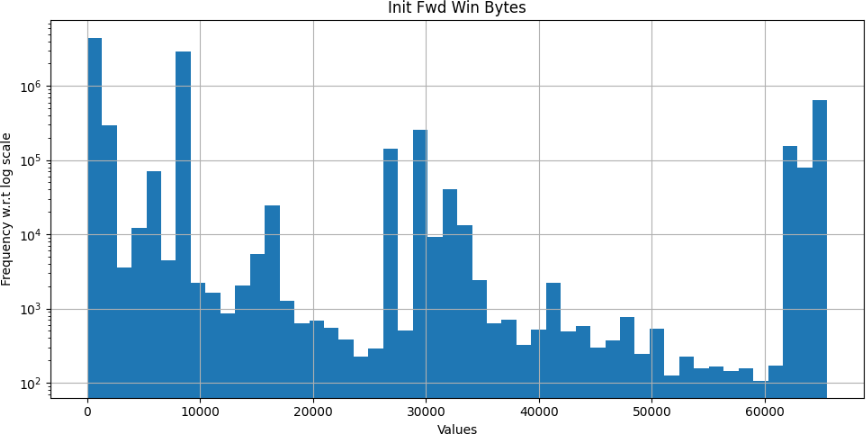 Init Fwd Win Bytes
Frequency w.r.t log scale
10⁶
10⁵
10⁴
10³
10²
0 10000 20000 30000 40000 50000 60000
Values